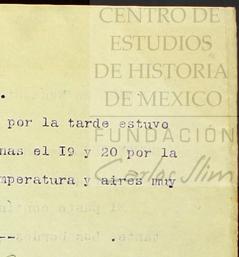 CENTRO DE
ESTUDIOS
DE HISTORIA
DE MEXICO
FUNDACIÓN
Carlos Slim
.
por la tarde estuvo
nas el I9 y 20 por la
mperatura y aires muy
--